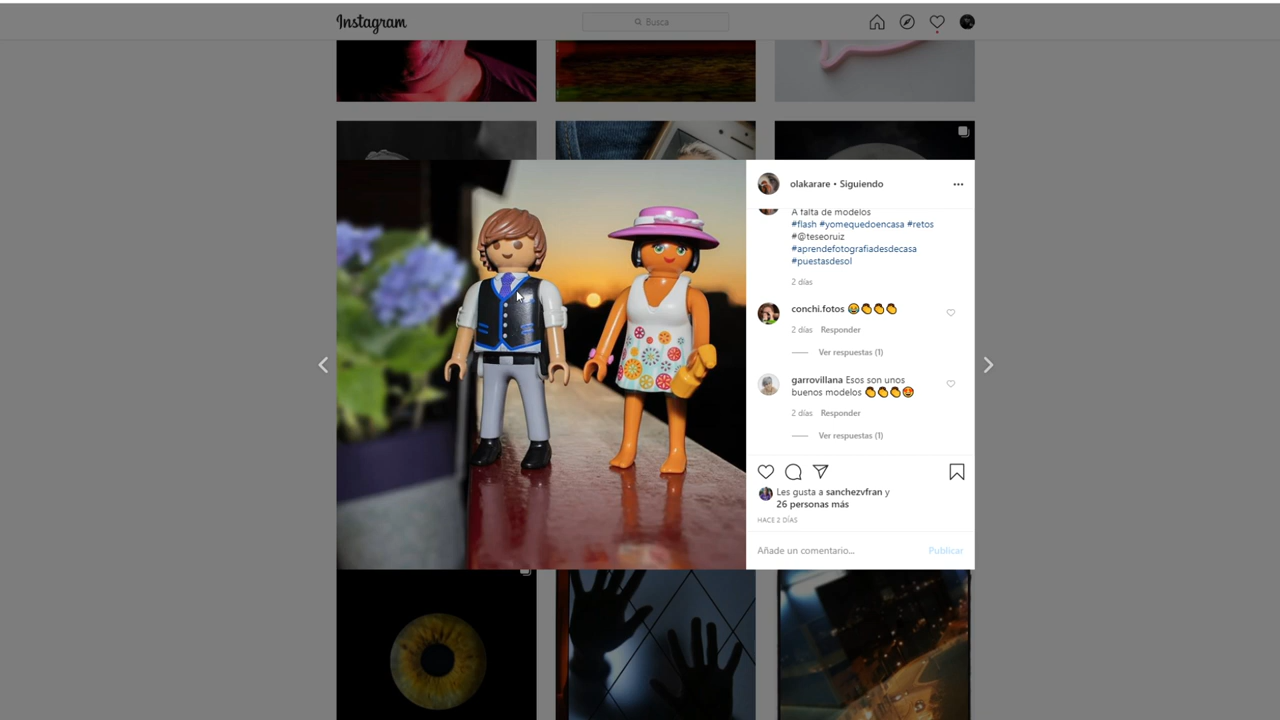 Instagram
Busca
olakarare • Siguiendo
A falta de modelos
#flash #yomequedoencasa #retos
#@teseoruiz
#aprendefotografiadesdecasa
#puestasdesol
2 días
conchi.fotos 😂👏👏👏
2 días Responder
Ver respuestas (1)
garrovillana Esos son unos
buenos modelos 👏👏👏🥰
2 días Responder
Ver respuestas (1)
Les gusta a sanchezvfran y
26 personas más
HACE 2 DÍAS
Añade un comentario... Publicar